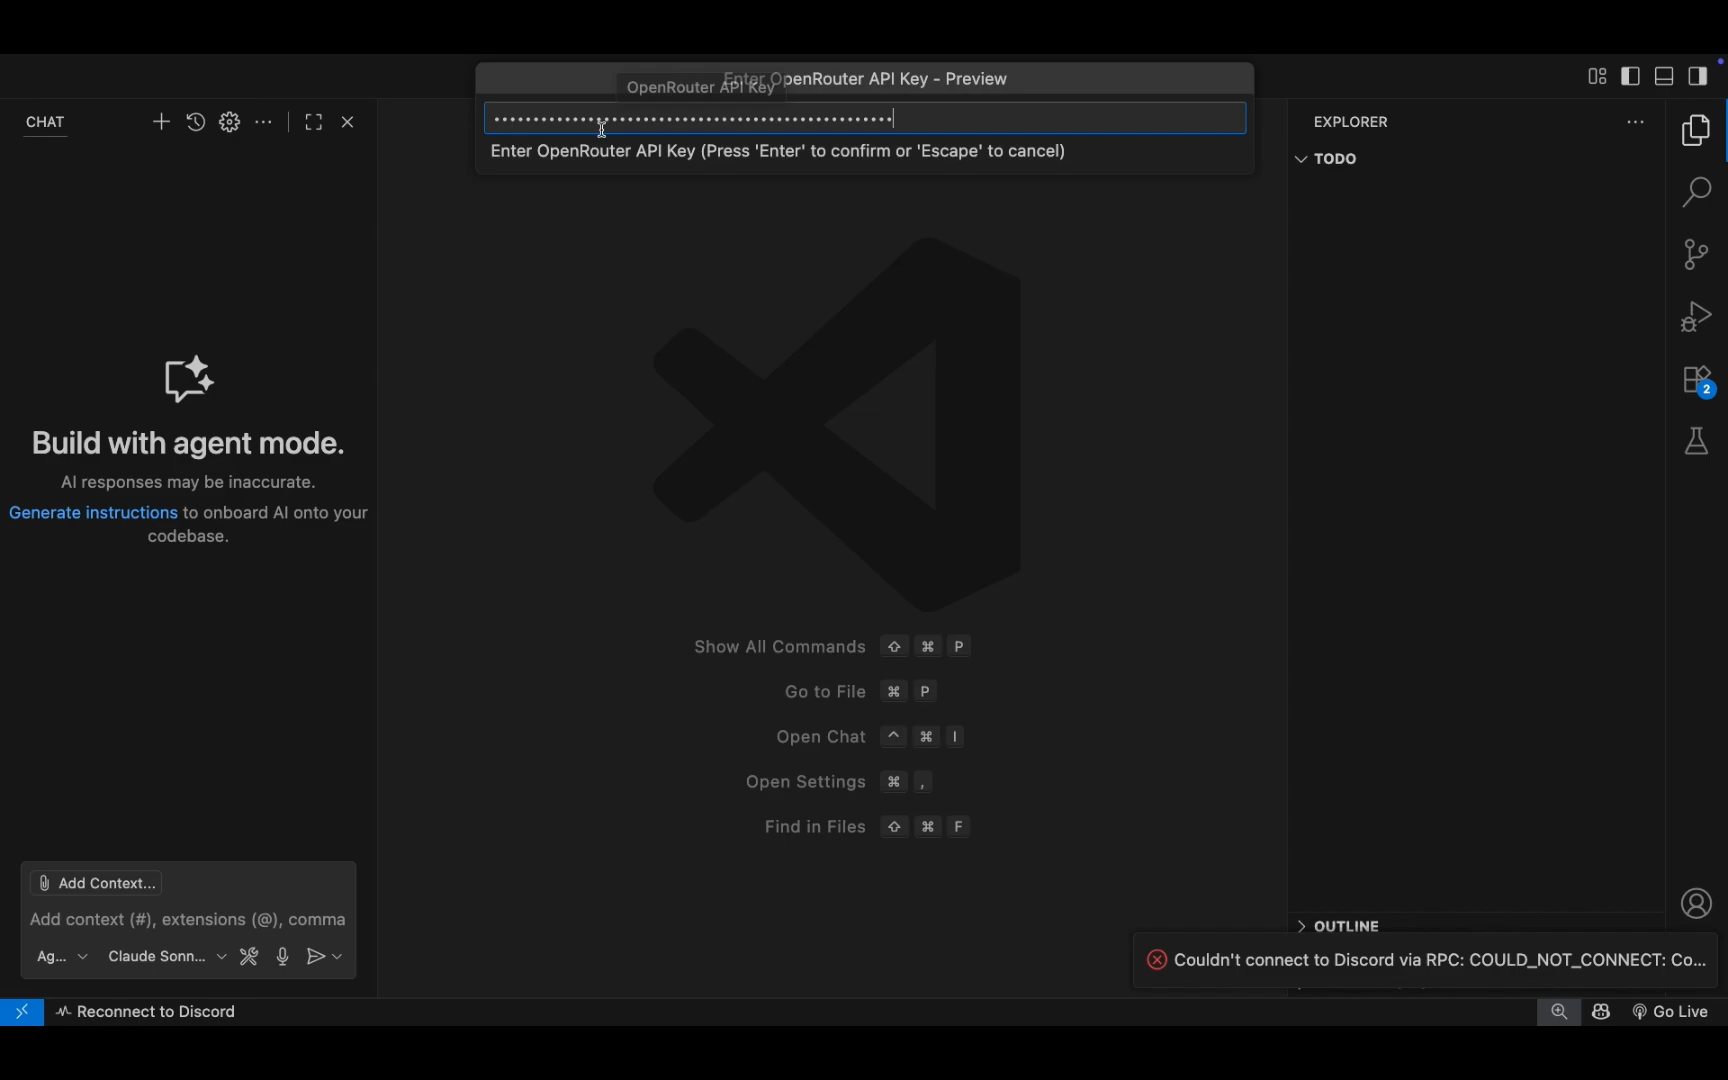 Enter OpenRouter API Key - Preview
OpenRouter API Key
••••••••••••••••••••••••••••••••••••••••••••••••••••
Enter OpenRouter API Key (Press 'Enter' to confirm or 'Escape' to cancel)
CHAT
EXPLORER
TODO
2
Build with agent mode.
AI responses may be inaccurate.
Generate instructions to onboard AI onto your
codebase.
Show All Commands ⇧ ⌘ P
Go to File ⌘ P
Open Chat ^ ⌘ I
Open Settings ⌘ ,
Find in Files ⇧ ⌘ F
Add Context...
Add context (#), extensions (@), comma
Ag... Claude Sonn...
OUTLINE
Couldn't connect to Discord via RPC: COULD_NOT_CONNECT: Co...
Reconnect to Discord
Go Live